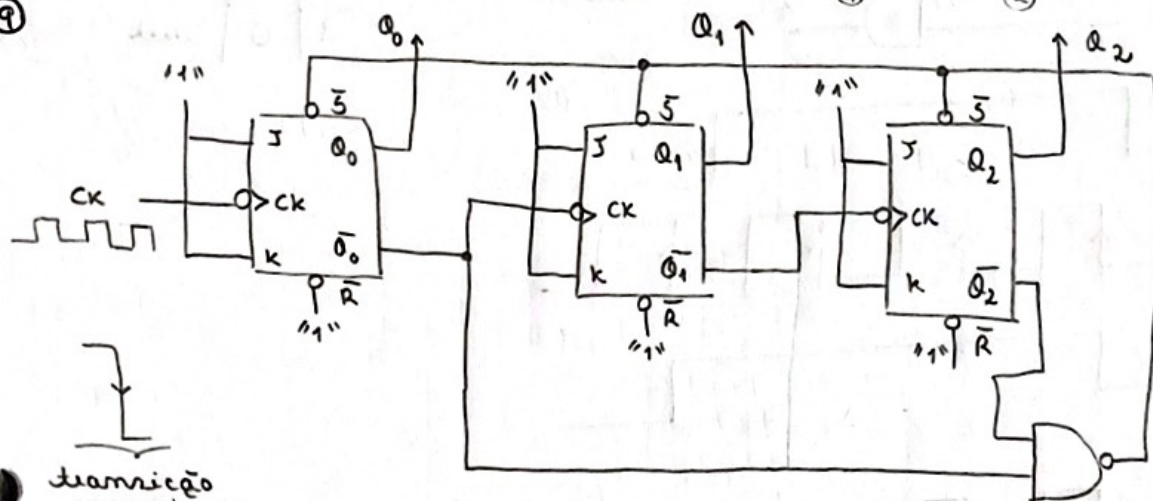 9
Q0 Q1 Q2
"1" "1" "1"
S̅ S̅ S̅
J Q0 J Q1 J Q2
CK CK CK CK
K Q̅0 K Q̅1 K Q̅2
R̅ R̅ R̅
"1" "1" "1"
transição